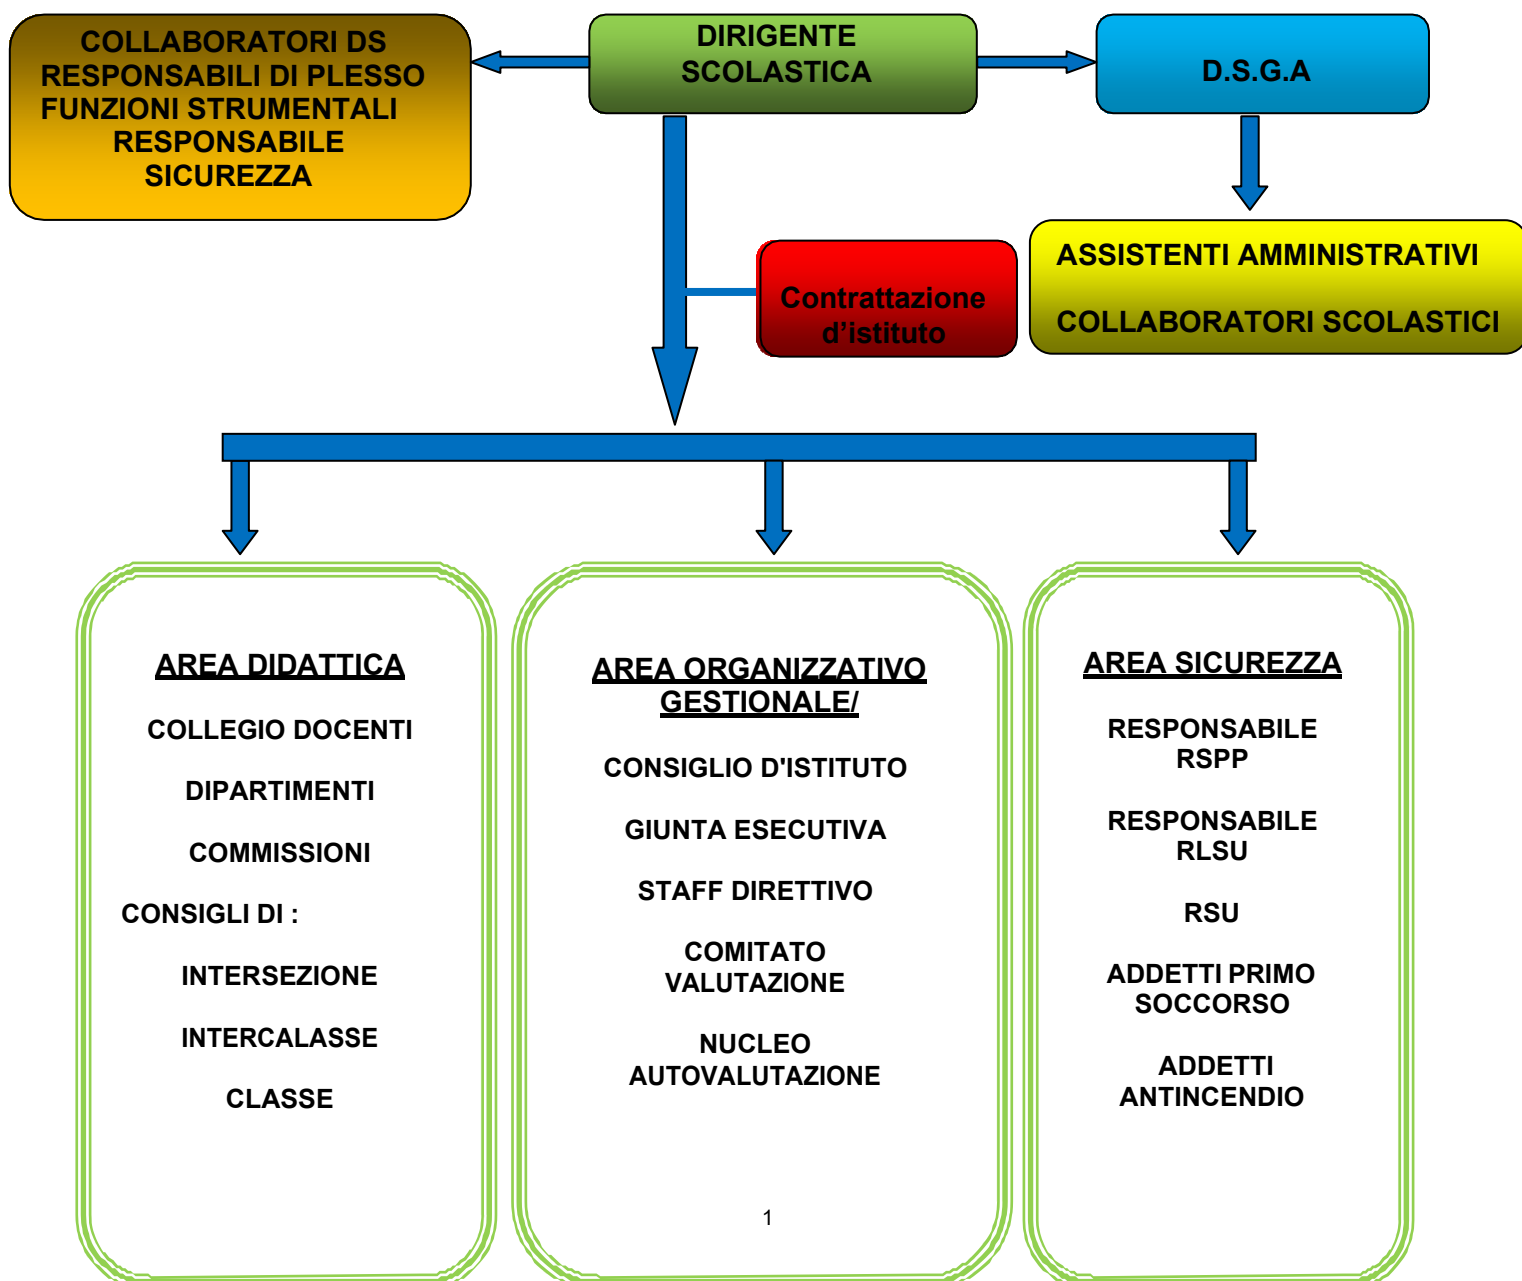 COLLABORATORI DS
RESPONSABILI DI PLESSO
FUNZIONI STRUMENTALI
RESPONSABILE
SICUREZZA
DIRIGENTE
SCOLASTICA
D.S.G.A
Contrattazione
d'istituto
ASSISTENTI AMMINISTRATIVI
COLLABORATORI SCOLASTICI
AREA DIDATTICA
COLLEGIO DOCENTI
DIPARTIMENTI
COMMISSIONI
CONSIGLI DI :
INTERSEZIONE
INTERCALASSE
CLASSE
AREA ORGANIZZATIVO
GESTIONALE/
CONSIGLIO D'ISTITUTO
GIUNTA ESECUTIVA
STAFF DIRETTIVO
COMITATO
VALUTAZIONE
NUCLEO
AUTOVALUTAZIONE
AREA SICUREZZA
RESPONSABILE
RSPP
RESPONSABILE
RLSU
RSU
ADDETTI PRIMO
SOCCORSO
ADDETTI
ANTINCENDIO
1